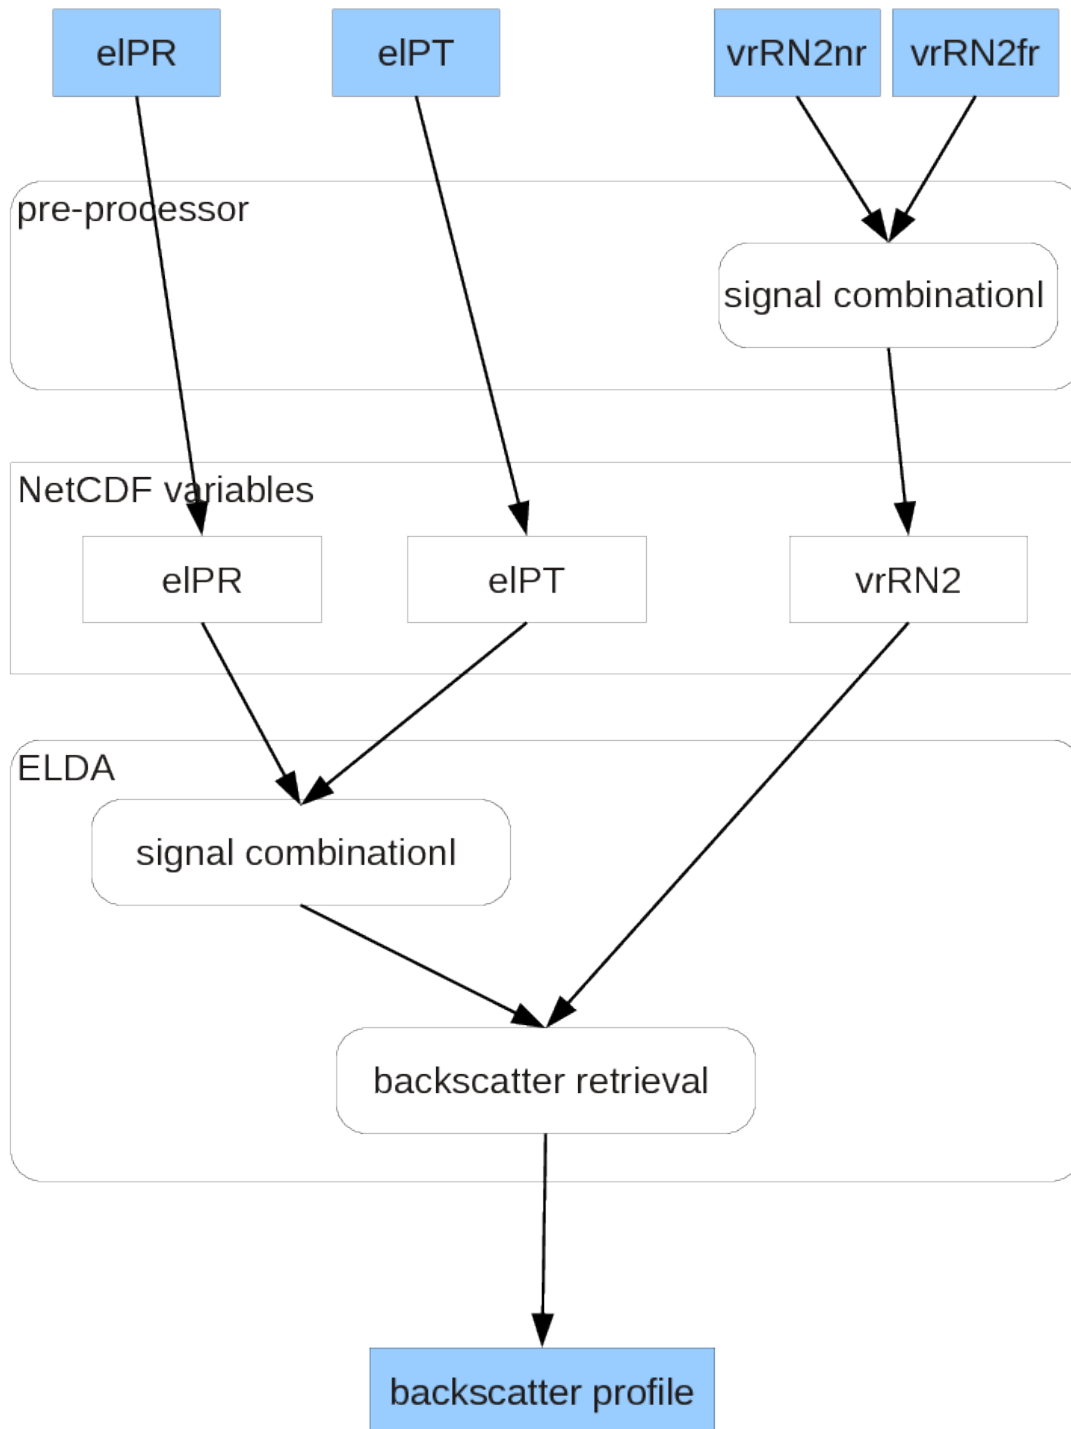 elPR
elPT
vrRN2nr
vrRN2fr
pre-processor
signal combinationl
NetCDF variables
elPR
elPT
vrRN2
ELDA
signal combinationl
backscatter retrieval
backscatter profile